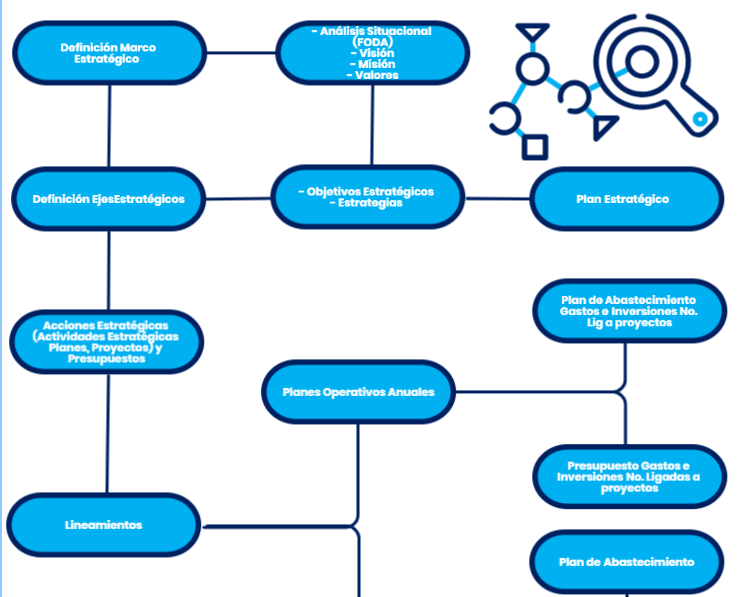 Definición Marco
Estratégico
- Análisis Situacional
(FODA)
- Visión
- Misión
- Valores
Definición EjesEstratégicos
- Objetivos Estratégicos
- Estrategias
Plan Estratégico
Acciones Estratégicas
(Actividades Estratégicas
Planes, Proyectos) y
Presupuestos
Plan de Abastecimiento
Gastos e Inversiones No.
Lig a proyectos
Planes Operativos Anuales
Presupuesto Gastos e
Inversiones No. Ligadas a
proyectos
Lineamientos
Plan de Abastecimiento